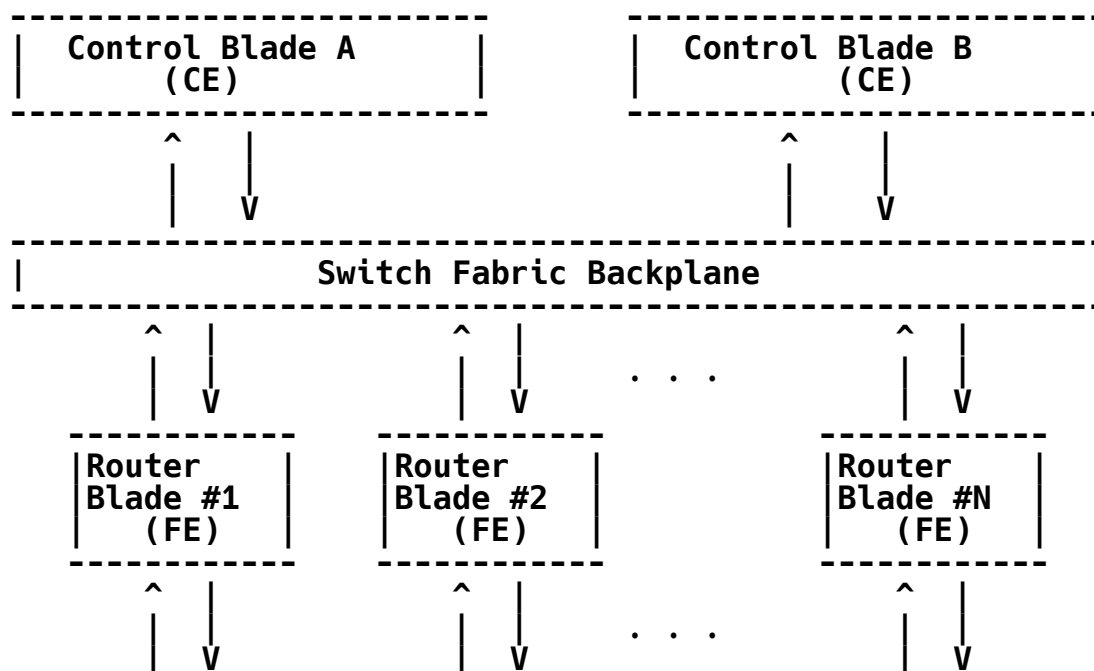 Control Blade A Control Blade B
(CE) (CE)
Switch Fabric Backplane
. . .
Router Router Router
Blade #1 Blade #2 Blade #N
(FE) (FE) (FE)
. . .